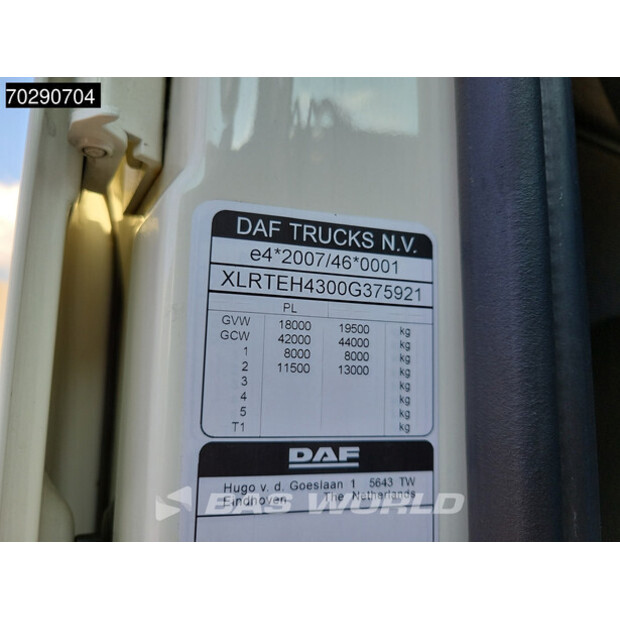 70290704
DAF TRUCKS N.V.
e4*2007/46*0001
XLRTEH4300G375921
PL
GVW 18000 19500 kg
GCW 42000 44000 kg
1 8000 8000 kg
2 11500 13000 kg
3 kg
4 kg
5 kg
T1 kg
DAF
Hugo v. d. Goeslaan 1 5643 TW
Eindhoven The Netherlands
BAS WORLD